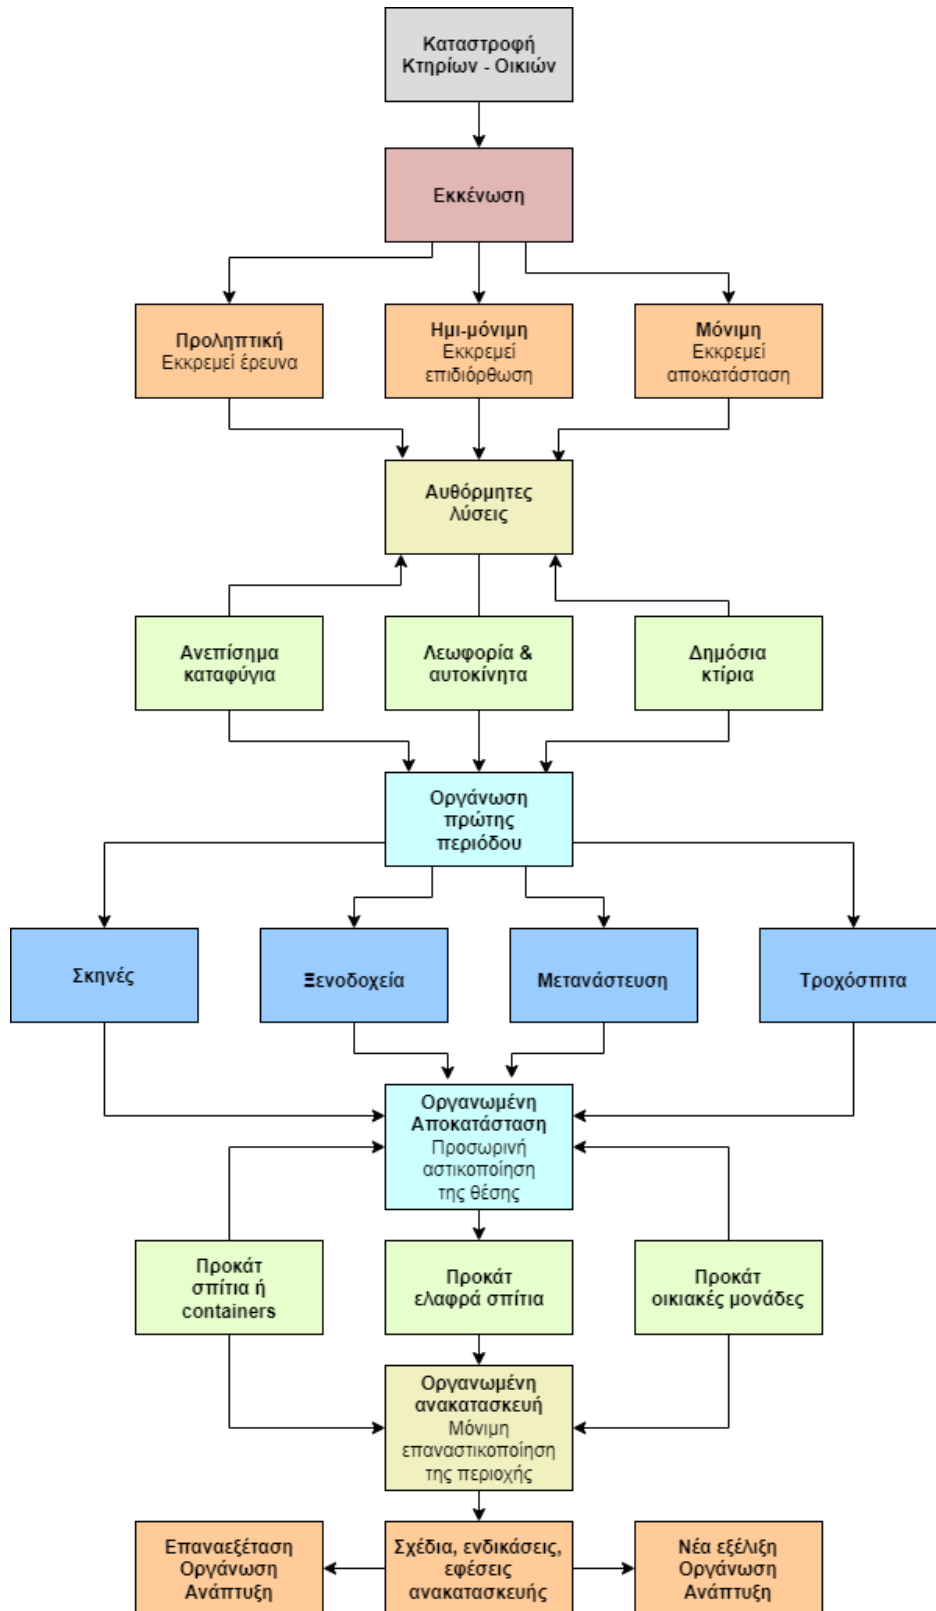 Καταστροφή
Κτηρίων - Οικιών
Εκκένωση
Προληπτική
Εκκρεμεί έρευνα
Ημι-μόνιμη
Εκκρεμεί
επιδιόρθωση
Μόνιμη
Εκκρεμεί
αποκατάσταση
Αυθόρμητες
λύσεις
Ανεπίσημα
καταφύγια
Λεωφορία &
αυτοκίνητα
Δημόσια
κτίρια
Οργάνωση
πρώτης
περιόδου
Σκηνές
Ξενοδοχεία
Μετανάστευση
Τροχόσπιτα
Οργανωμένη
Αποκατάσταση
Προσωρινή
αστικοποίηση
της θέσης
Προκάτ
σπίτια ή
containers
Προκάτ
ελαφρά σπίτια
Προκάτ
οικιακές μονάδες
Οργανωμένη
ανακατασκευή
Μόνιμη
επαναστικοποίηση
της περιοχής
Επαναεξέταση
Οργάνωση
Ανάπτυξη
Σχέδια, ενδικάσεις,
εφέσεις
ανακατασκευής
Νέα εξέλιξη
Οργάνωση
Ανάπτυξη